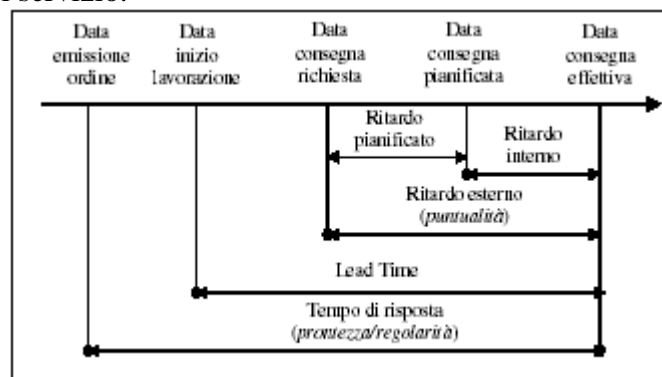 l servizio.
Data
emissione
ordine
Data
inizio
lavorazione
Data
consegna
richiesta
Data
consegna
pianificata
Data
consegna
effettiva
Ritardo
pianificato
Ritardo
interno
Ritardo esterno
(puntualità)
Lead Time
Tempo di risposta
(prontezza/regolarità)